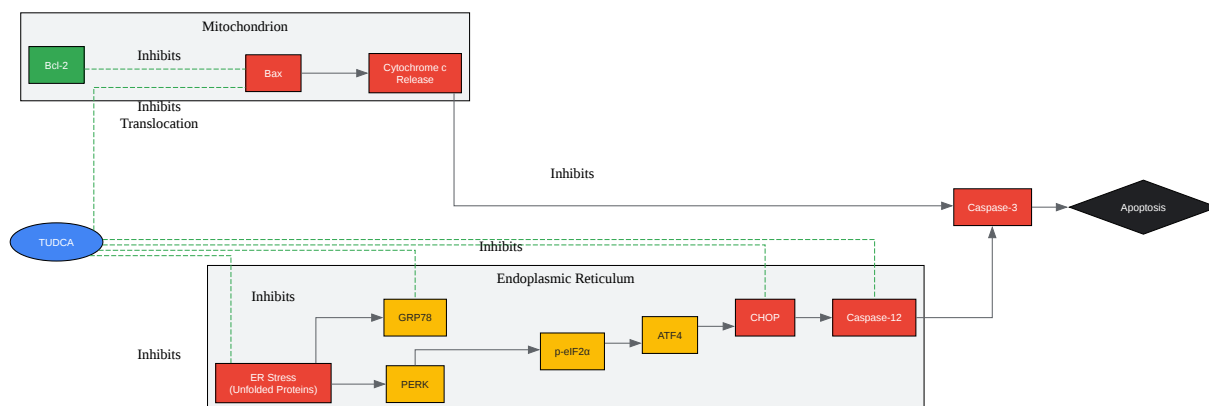 Mitochondrion
Bcl-2
Inhibits
Bax
Cytochrome c
Release
Inhibits
Translocation
Inhibits
Caspase-3
Apoptosis
TUDCA
Inhibits
Endoplasmic Reticulum
Inhibits
GRP78
CHOP
Caspase-12
ATF4
p-eIF2α
Inhibits
ER Stress
(Unfolded Proteins)
PERK